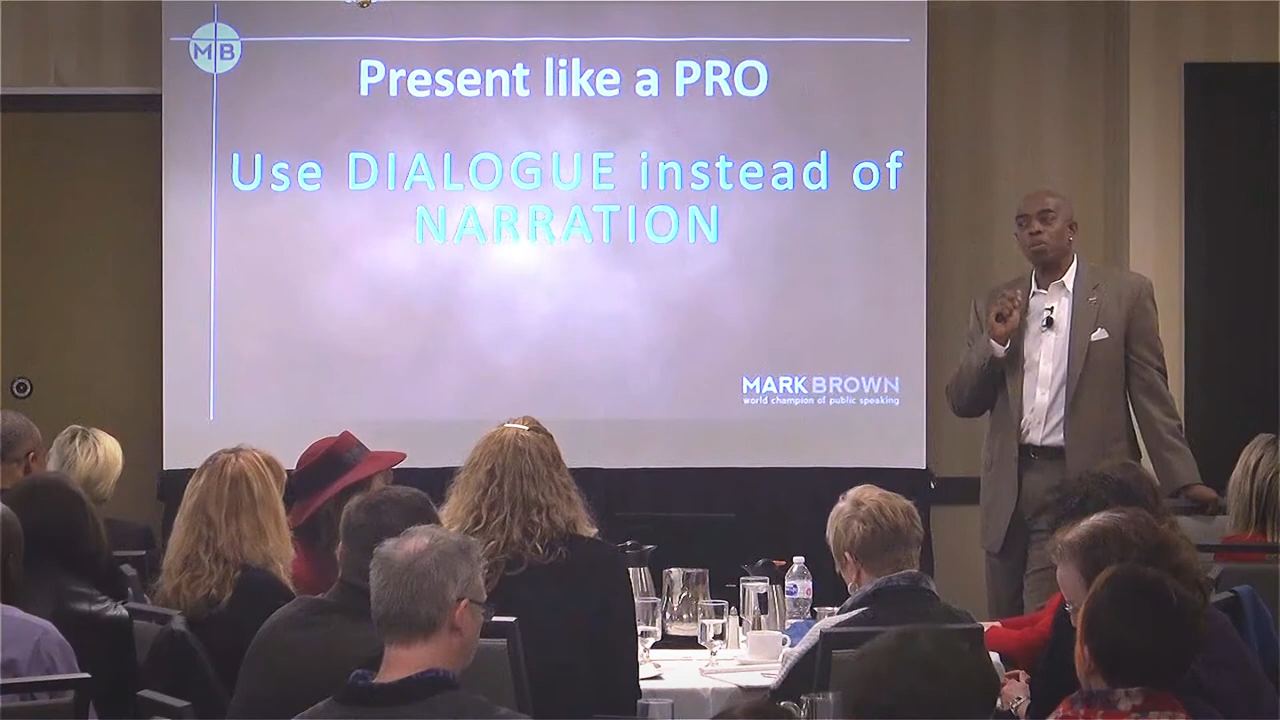 MB
Present like a PRO
Use DIALOGUE instead of
NARRATION
MARK BROWN
world champion of public speaking